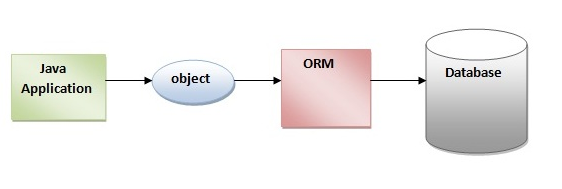 Java
Application
object
ORM
Database